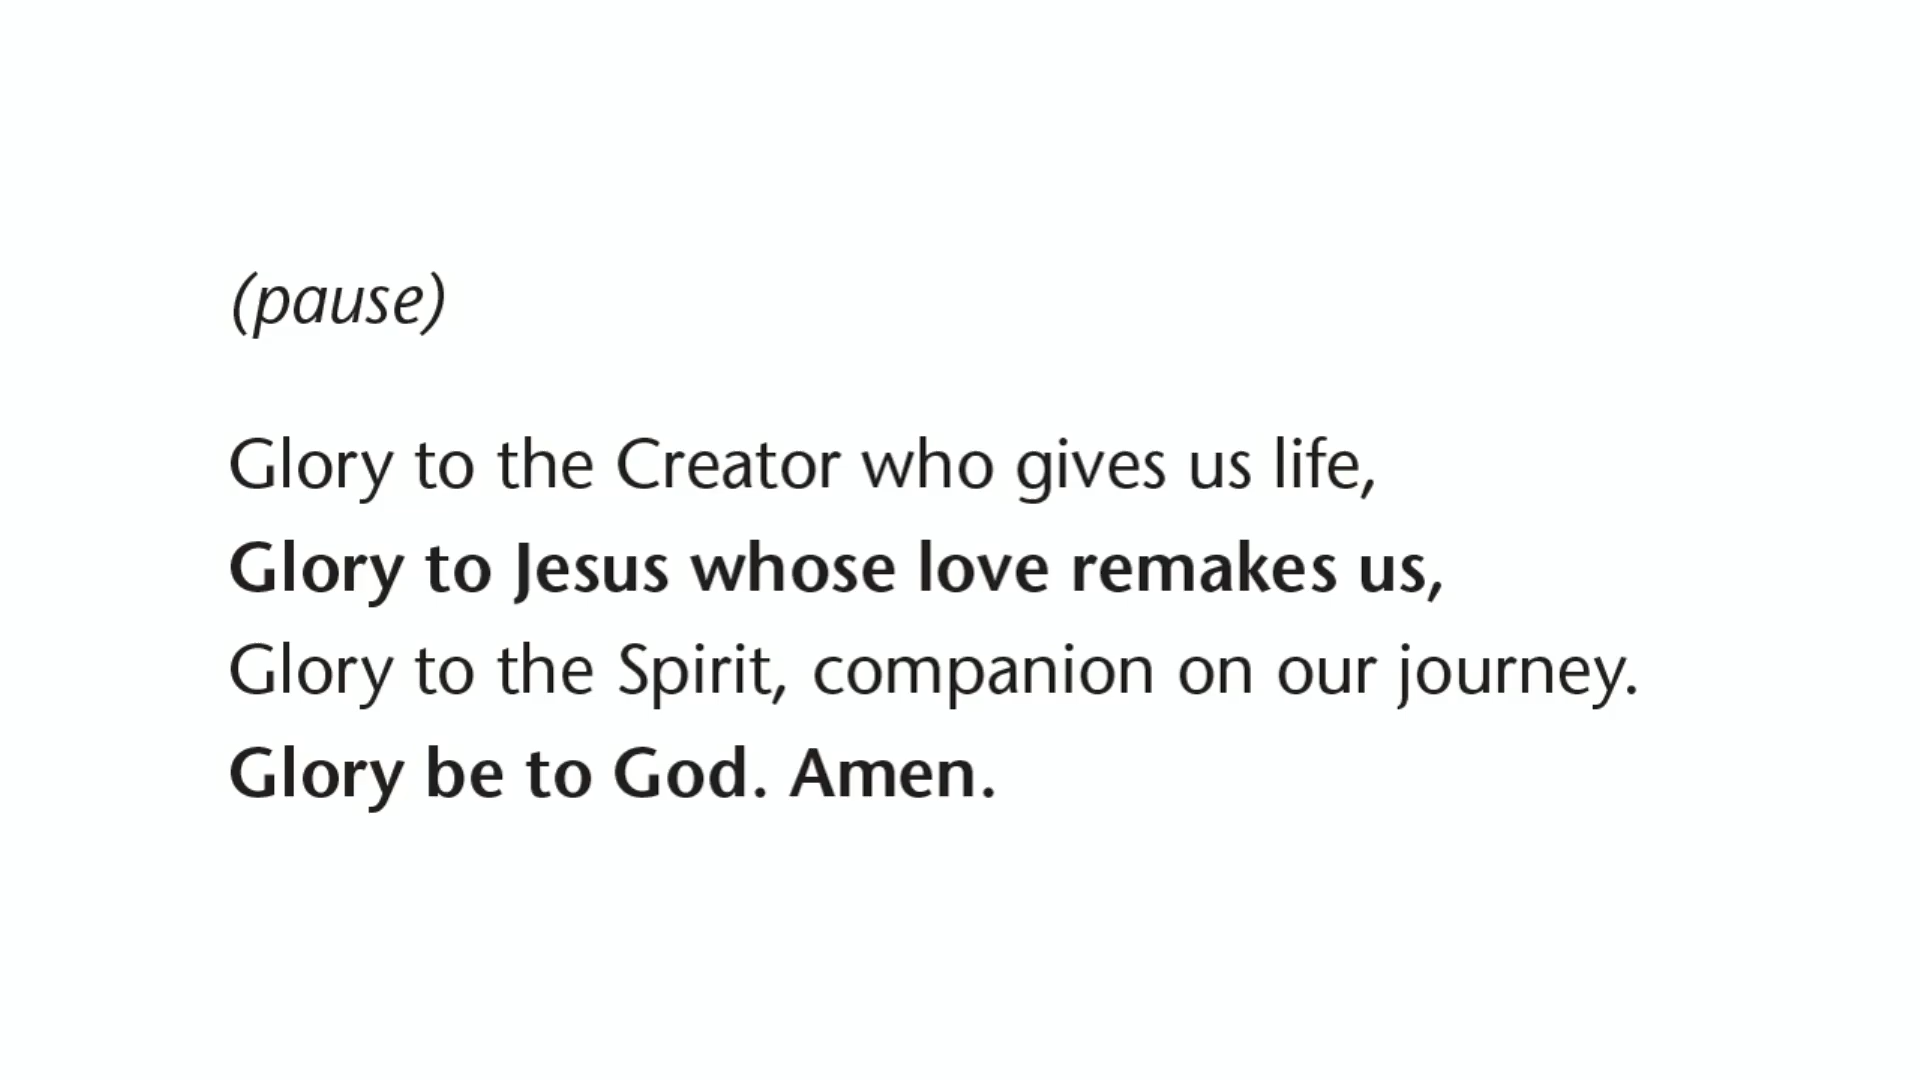 (pause)
Glory to the Creator who gives us life,
Glory to Jesus whose love remakes us,
Glory to the Spirit, companion on our journey.
Glory be to God. Amen.